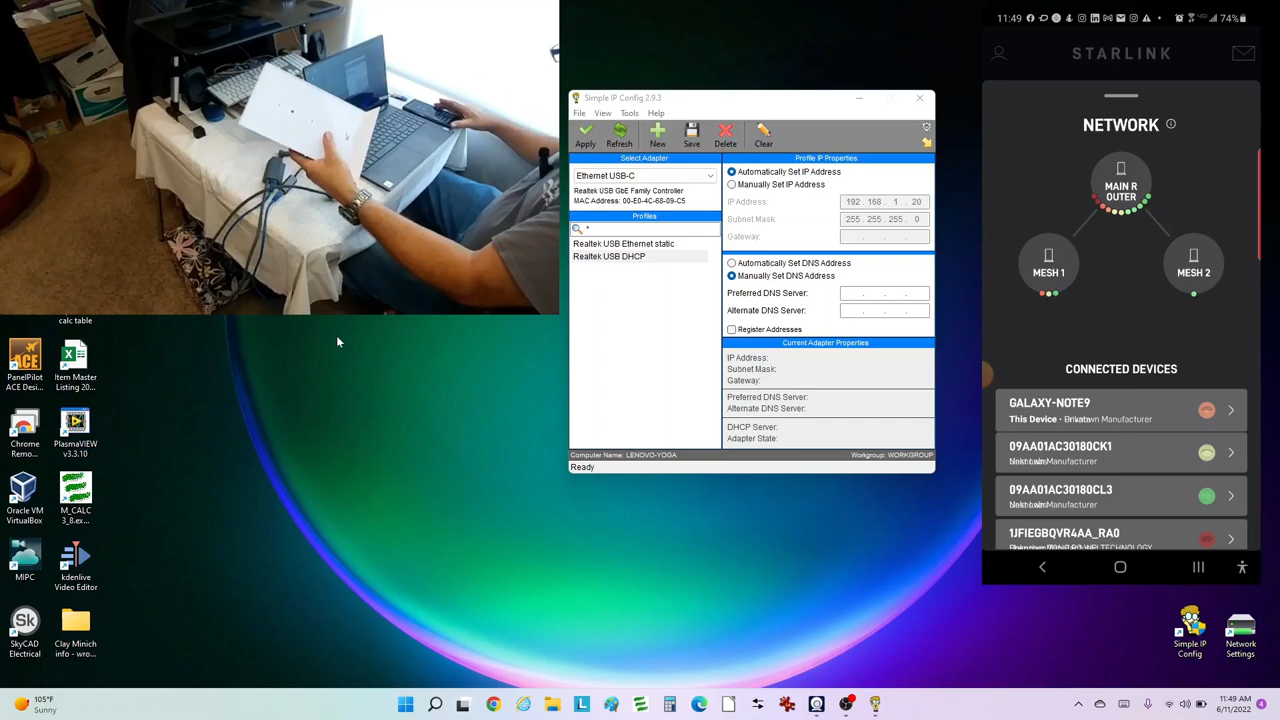 calc table
PanelPilot
ACE Desi...
Item Master
Listing 20...
Chrome
Remo...
PlasmaVIEW
v3.3.10
Oracle VM
VirtualBox
M_CALC
3_8.ex...
MIPC
kdenlive
Video Editor
SkyCAD
Electrical
Clay Minich
info - wro...
Simple IP Config 2.9.3
File View Tools Help
Apply Refresh New Save Delete Clear
Select Adapter
Ethernet USB-C
Realtek USB GbE Family Controller
MAC Address: 00-E0-4C-68-09-C5
Profiles
*
Realtek USB Ethernet static
Realtek USB DHCP
Profile IP Properties
Automatically Set IP Address
Manually Set IP Address
IP Address: 192 . 168 . 1 . 20
Subnet Mask: 255 . 255 . 255 . 0
Gateway: . . .
Automatically Set DNS Address
Manually Set DNS Address
Preferred DNS Server: . . .
Alternate DNS Server: . . .
Register Addresses
Current Adapter Properties
IP Address:
Subnet Mask:
Gateway:
Preferred DNS Server:
Alternate DNS Server:
DHCP Server:
Adapter State:
Computer Name: LENOVO-YOGA Workgroup: WORKGROUP
Ready
11:49 74%
STARLINK
NETWORK
MAIN R
OUTER
MESH 1
MESH 2
CONNECTED DEVICES
GALAXY-NOTE9
This Device
Manufacturer
09AA01AC30180CK1
Manufacturer
09AA01AC30180CL3
Manufacturer
1JFIEGBQVR4AA_RA0
TECHNOLOGY
Simple IP
Config
Network
Settings
105°F
Sunny
11:49 AM
6/11/2022
4